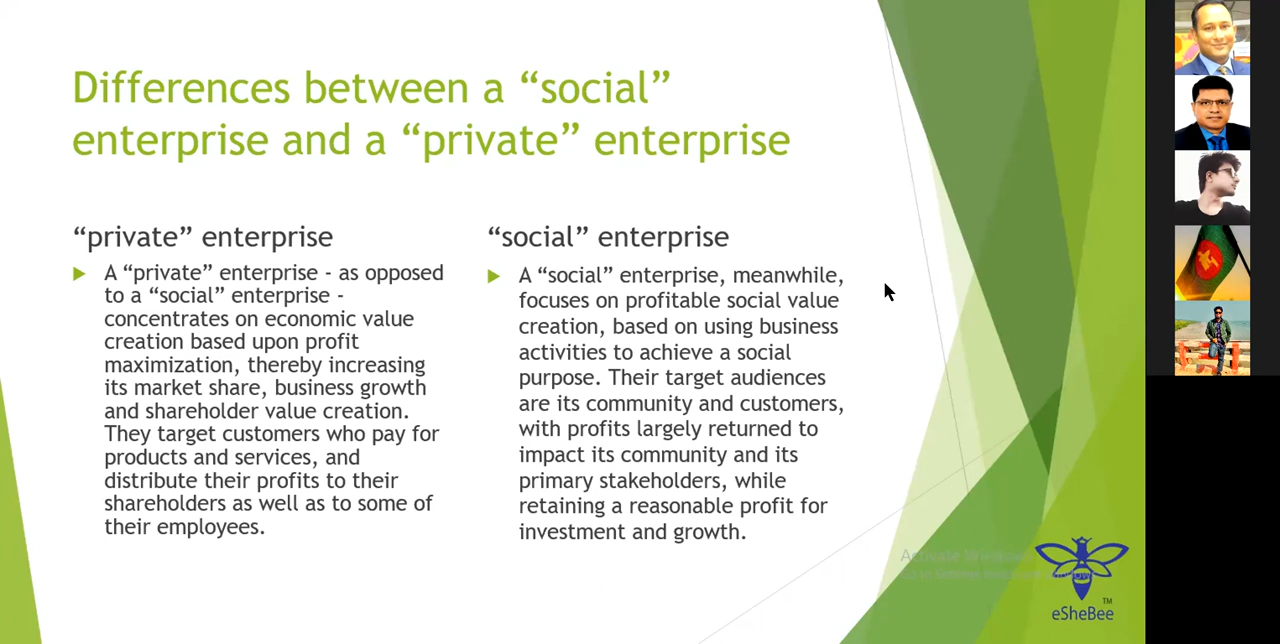 Differences between a “social”
enterprise and a “private” enterprise
“private” enterprise
A “private” enterprise - as opposed
to a “social” enterprise -
concentrates on economic value
creation based upon profit
maximization, thereby increasing
its market share, business growth
and shareholder value creation.
They target customers who pay for
products and services, and
distribute their profits to their
shareholders as well as to some of
their employees.
“social” enterprise
A “social” enterprise, meanwhile,
focuses on profitable social value
creation, based on using business
activities to achieve a social
purpose. Their target audiences
are its community and customers,
with profits largely returned to
impact its community and its
primary stakeholders, while
retaining a reasonable profit for
investment and growth.
Activate Windows
TM
eSheBee